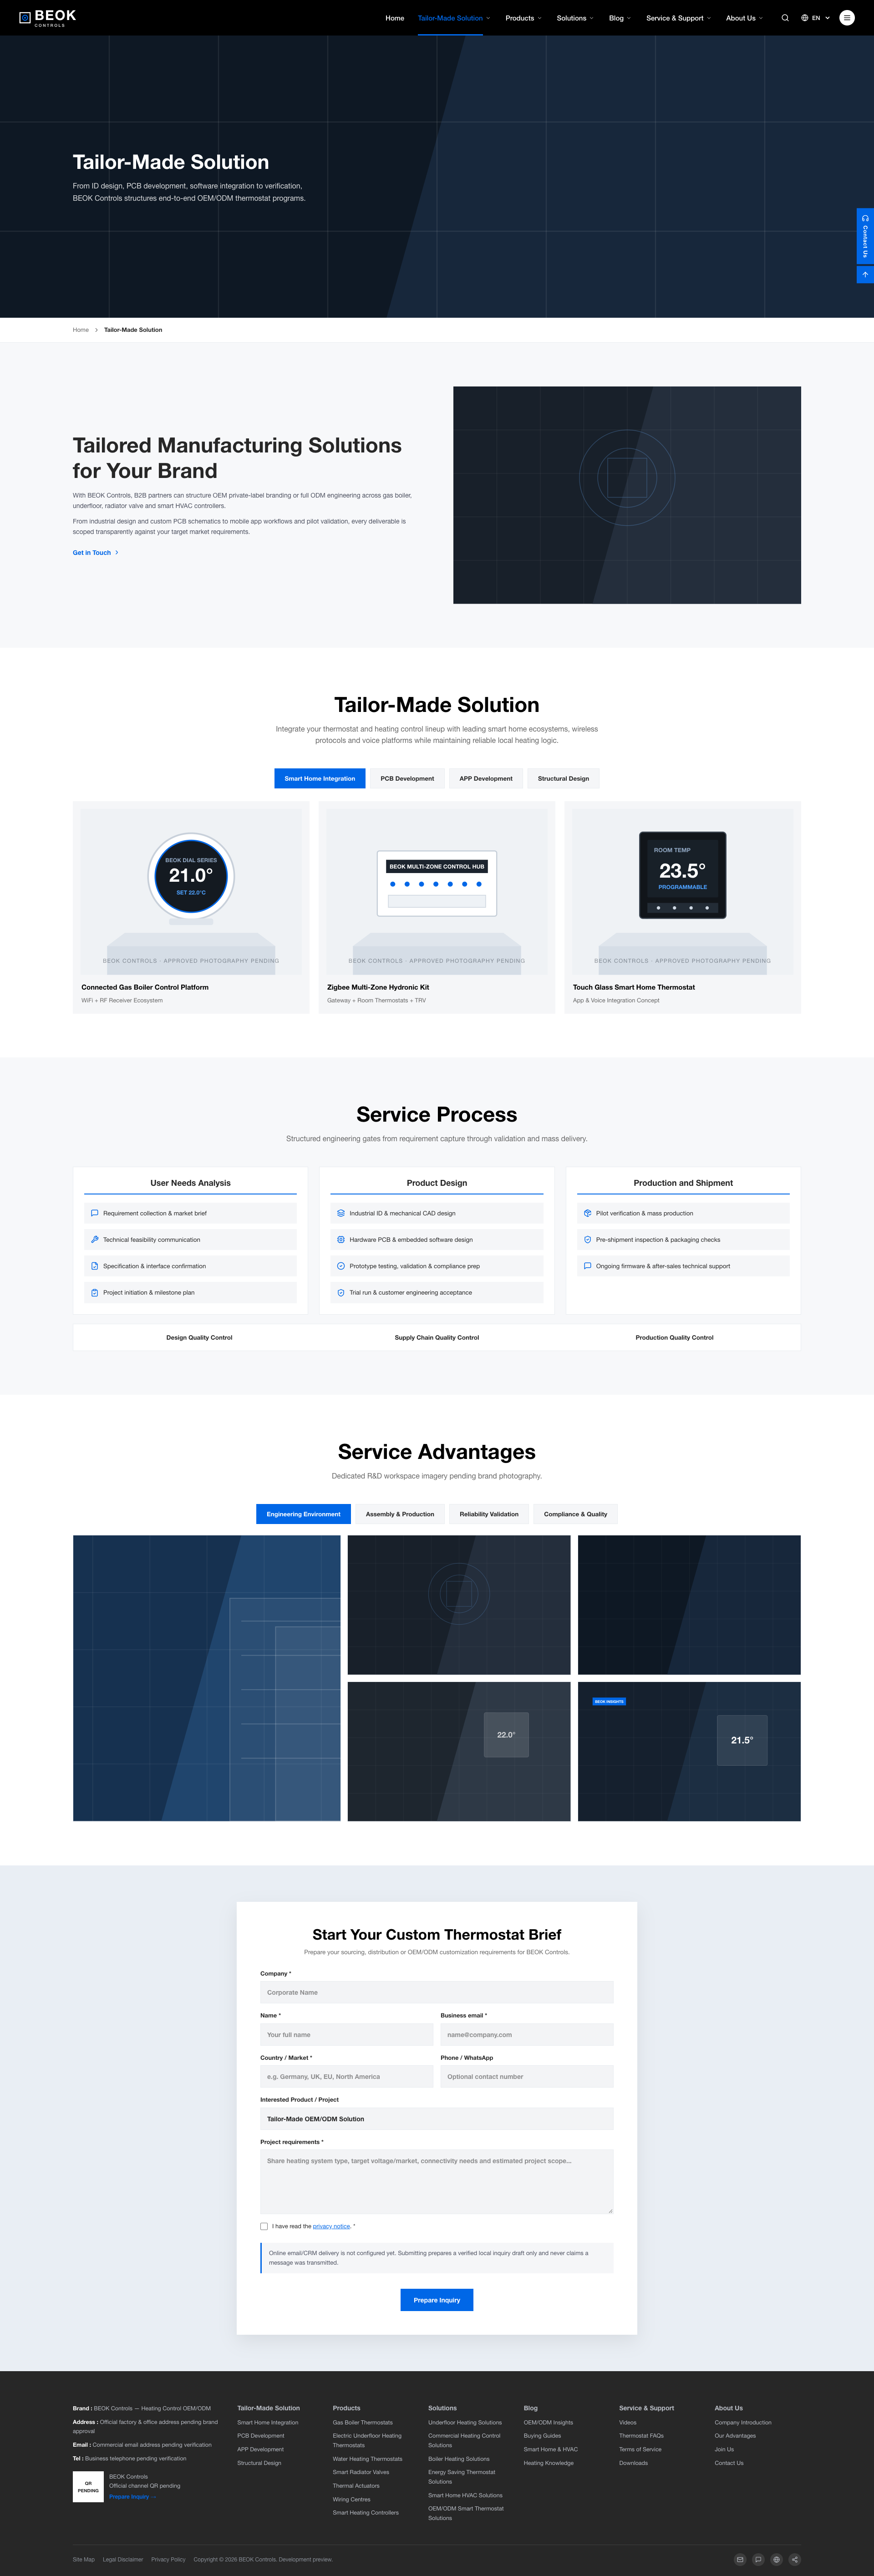 BEOK
CONTROLS
Home
Tailor-Made Solution
Products
Solutions
Blog
Service & Support
About Us
EN
Tailor-Made Solution
From ID design, PCB development, software integration to verification,
BEOK Controls structures end-to-end OEM/ODM thermostat programs.
Contact Us
Home
Tailor-Made Solution
Tailored Manufacturing Solutions
for Your Brand
With BEOK Controls, B2B partners can structure OEM private-label branding or full ODM engineering across gas boiler,
underfloor, radiator valve and smart HVAC controllers.
From industrial design and custom PCB schematics to mobile app workflows and pilot validation, every deliverable is
scoped transparently against your target market requirements.
Get in Touch
Tailor-Made Solution
Integrate your thermostat and heating control lineup with leading smart home ecosystems, wireless
protocols and voice platforms while maintaining reliable local heating logic.
Smart Home Integration
PCB Development
APP Development
Structural Design
BEOK DIAL SERIES
21.0°
SET 22.0°C
BEOK CONTROLS · APPROVED PHOTOGRAPHY PENDING
Connected Gas Boiler Control Platform
WiFi + RF Receiver Ecosystem
BEOK MULTI-ZONE CONTROL HUB
BEOK CONTROLS · APPROVED PHOTOGRAPHY PENDING
Zigbee Multi-Zone Hydronic Kit
Gateway + Room Thermostats + TRV
ROOM TEMP
23.5°
PROGRAMMABLE
BEOK CONTROLS · APPROVED PHOTOGRAPHY PENDING
Touch Glass Smart Home Thermostat
App & Voice Integration Concept
Service Process
Structured engineering gates from requirement capture through validation and mass delivery.
User Needs Analysis
Requirement collection & market brief
Technical feasibility communication
Specification & interface confirmation
Project initiation & milestone plan
Product Design
Industrial ID & mechanical CAD design
Hardware PCB & embedded software design
Prototype testing, validation & compliance prep
Trial run & customer engineering acceptance
Production and Shipment
Pilot verification & mass production
Pre-shipment inspection & packaging checks
Ongoing firmware & after-sales technical support
Design Quality Control
Supply Chain Quality Control
Production Quality Control
Service Advantages
Dedicated R&D workspace imagery pending brand photography.
Engineering Environment
Assembly & Production
Reliability Validation
Compliance & Quality
22.0°
BEOK INSIGHTS
21.5°
Start Your Custom Thermostat Brief
Prepare your sourcing, distribution or OEM/ODM customization requirements for BEOK Controls.
Company *
Corporate Name
Name *
Your full name
Business email *
name@company.com
Country / Market *
e.g. Germany, UK, EU, North America
Phone / WhatsApp
Optional contact number
Interested Product / Project
Tailor-Made OEM/ODM Solution
Project requirements *
Share heating system type, target voltage/market, connectivity needs and estimated project scope...
I have read the privacy notice. *
Online email/CRM delivery is not configured yet. Submitting prepares a verified local inquiry draft only and never claims a
message was transmitted.
Prepare Inquiry
Brand : BEOK Controls — Heating Control OEM/ODM
Address : Official factory & office address pending brand
approval
Email : Commercial email address pending verification
Tel : Business telephone pending verification
QR
PENDING
BEOK Controls
Official channel QR pending
Prepare Inquiry →
Tailor-Made Solution
Smart Home Integration
PCB Development
APP Development
Structural Design
Products
Gas Boiler Thermostats
Electric Underfloor Heating
Thermostats
Water Heating Thermostats
Smart Radiator Valves
Thermal Actuators
Wiring Centres
Smart Heating Controllers
Solutions
Underfloor Heating Solutions
Commercial Heating Control
Solutions
Boiler Heating Solutions
Energy Saving Thermostat
Solutions
Smart Home HVAC Solutions
OEM/ODM Smart Thermostat
Solutions
Blog
OEM/ODM Insights
Buying Guides
Smart Home & HVAC
Heating Knowledge
Service & Support
Videos
Thermostat FAQs
Terms of Service
Downloads
About Us
Company Introduction
Our Advantages
Join Us
Contact Us
Site Map
Legal Disclaimer
Privacy Policy
Copyright © 2026 BEOK Controls. Development preview.